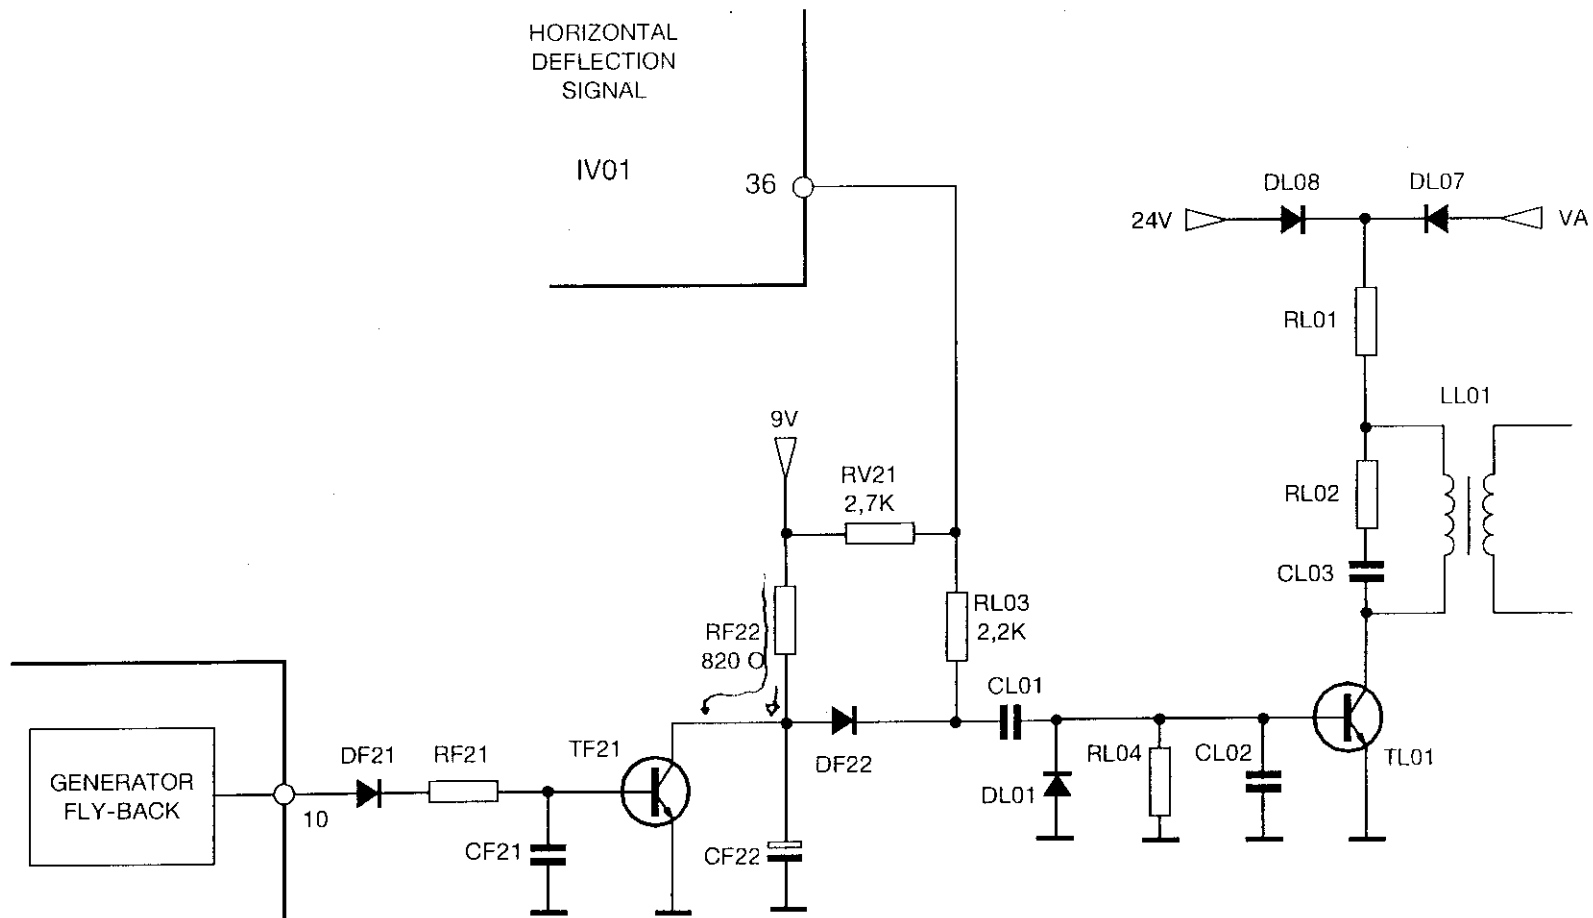 HORIZONTAL
DEFLECTION
SIGNAL
IV01
36
DL08
DL07
24V
VA
RL01
LL01
9V
RV21
2,7K
RL02
CL03
RF22
820 O
RL03
2,2K
CL01
DF21
RF21
TF21
DF22
RL04
CL02
TL01
GENERATOR
FLY-BACK
10
DL01
CF21
CF22